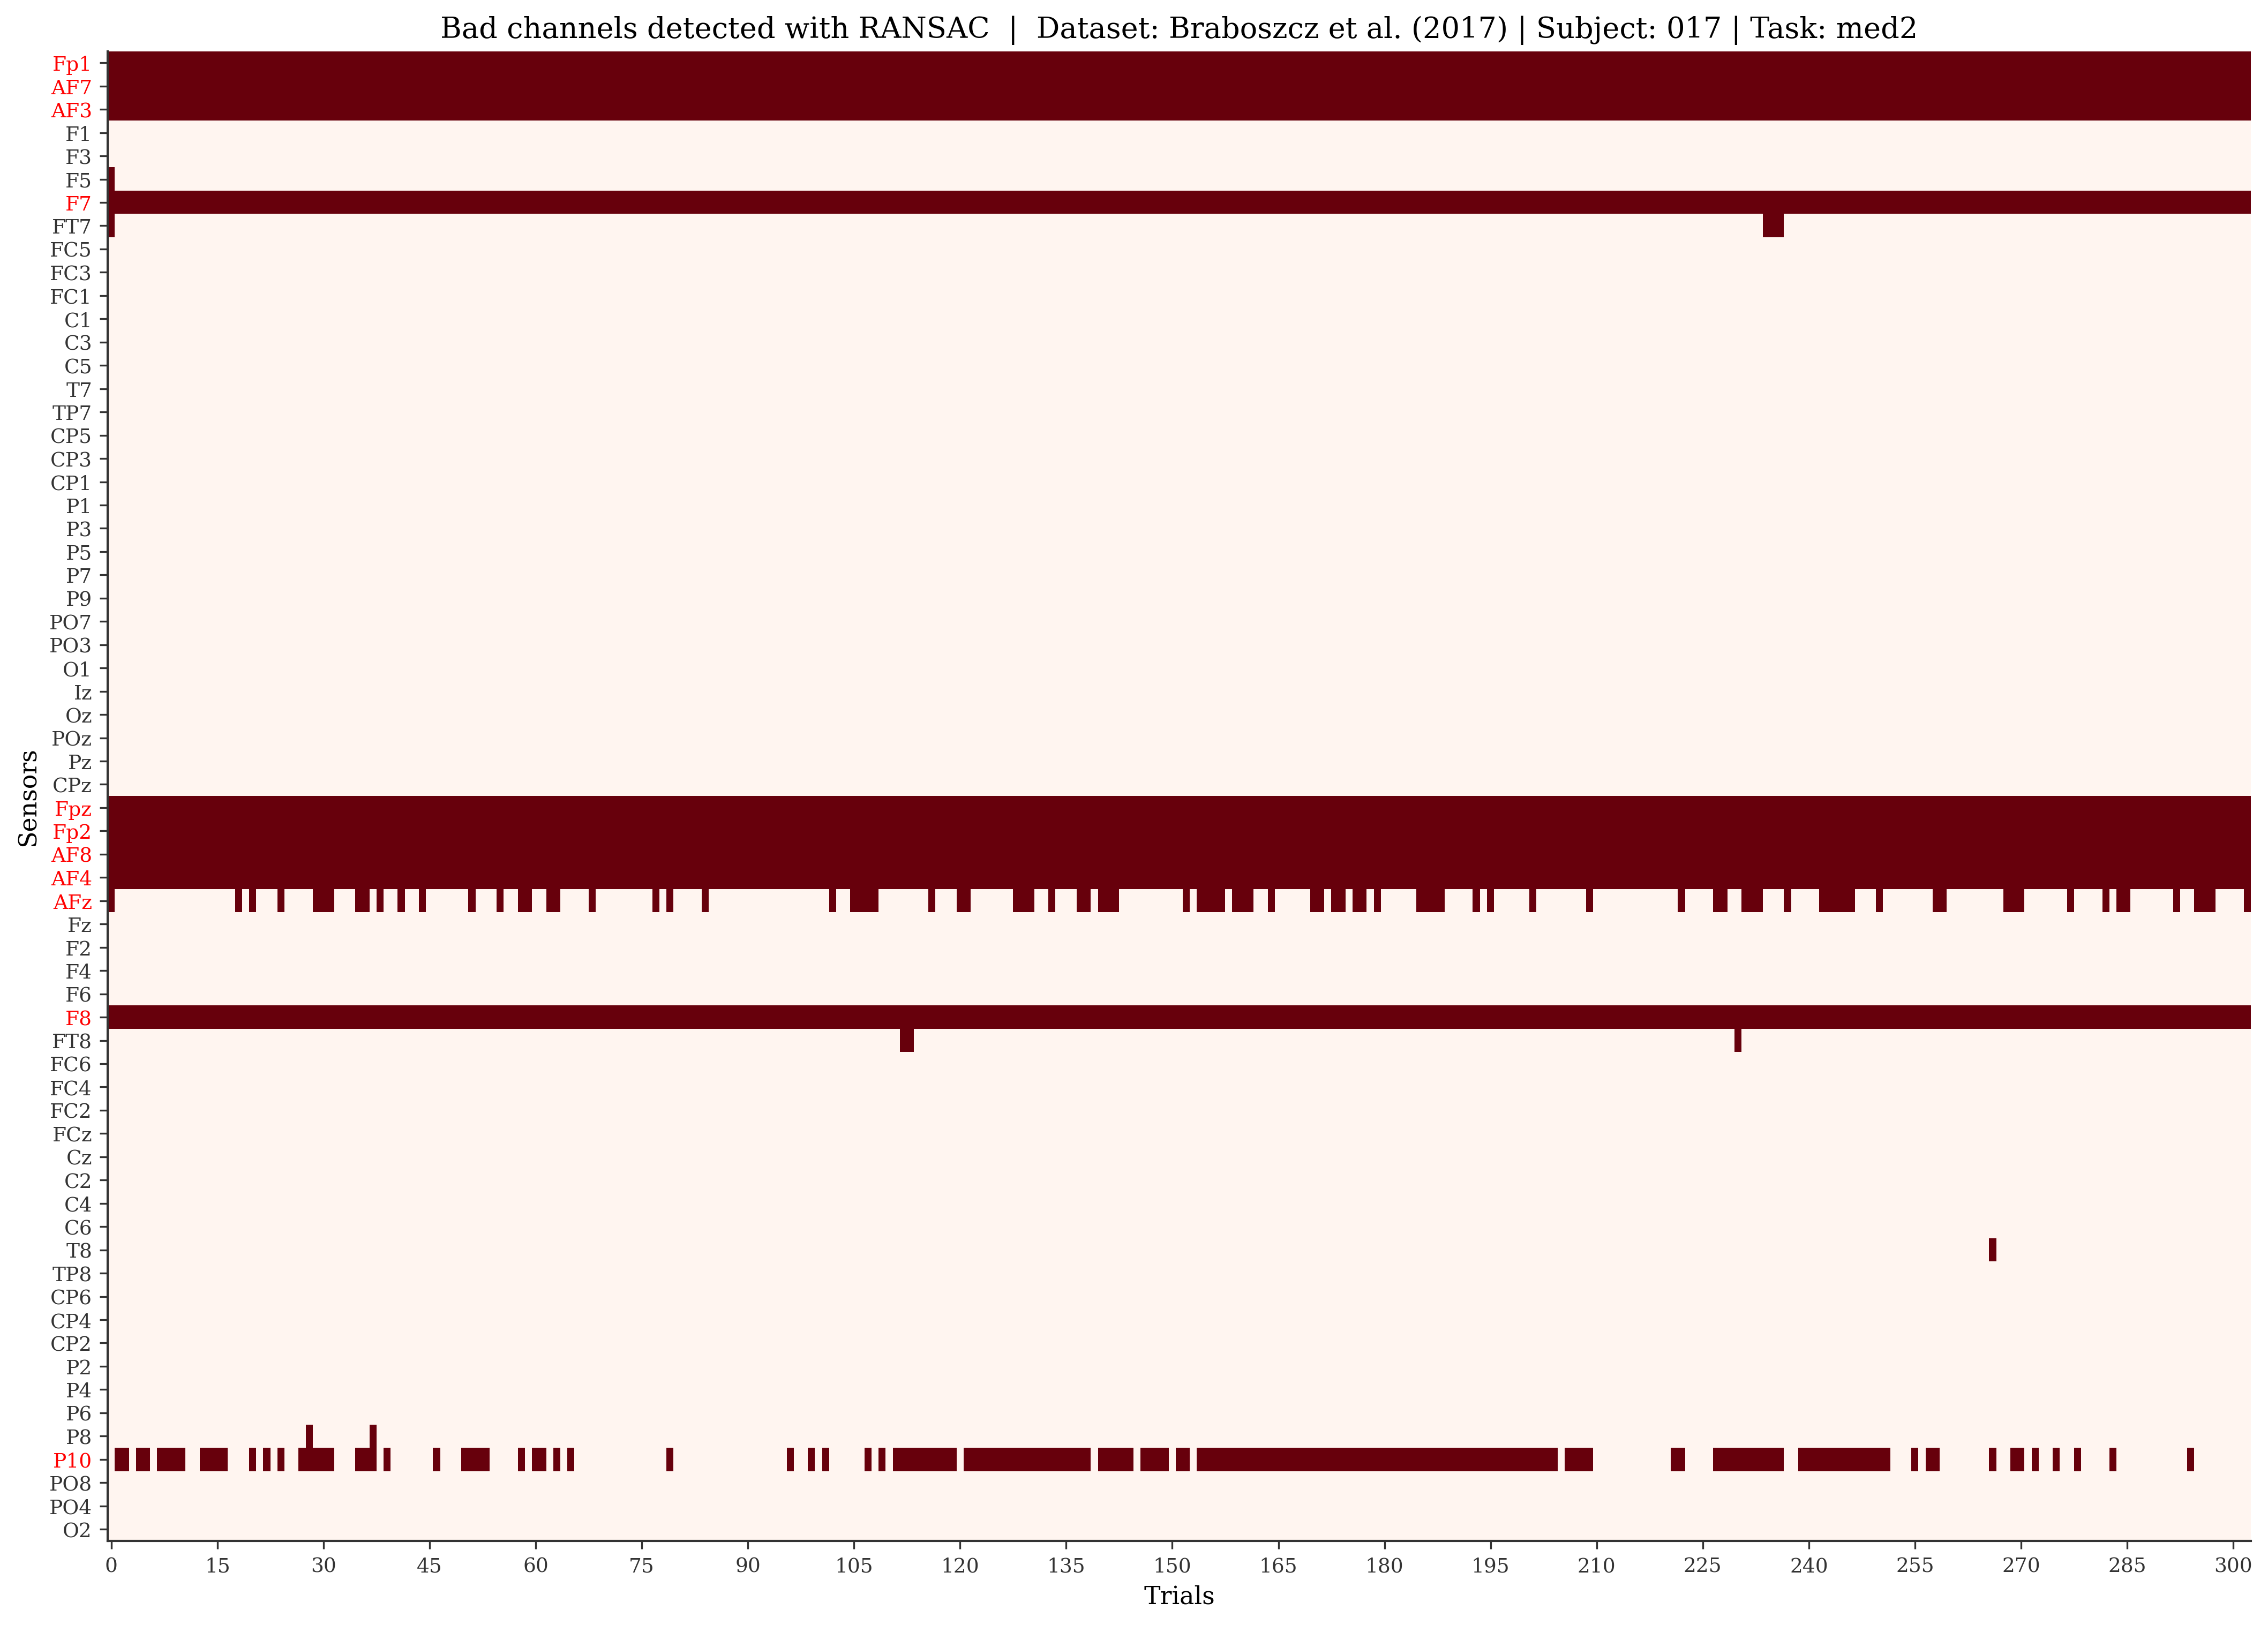 Bad channels detected with RANSAC | Dataset: Braboszcz et al. (2017) | Subject: 017 | Task: med2
Sensors
Fp1
AF7
AF3
F1
F3
F5
F7
FT7
FC5
FC3
FC1
C1
C3
C5
T7
TP7
CP5
CP3
CP1
P1
P3
P5
P7
P9
PO7
PO3
O1
Iz
Oz
POz
Pz
CPz
Fpz
Fp2
AF8
AF4
AFz
Fz
F2
F4
F6
F8
FT8
FC6
FC4
FC2
FCz
Cz
C2
C4
C6
T8
TP8
CP6
CP4
CP2
P2
P4
P6
P8
P10
PO8
PO4
O2
0 15 30 45 60 75 90 105 120 135 150 165 180 195 210 225 240 255 270 285 300
Trials